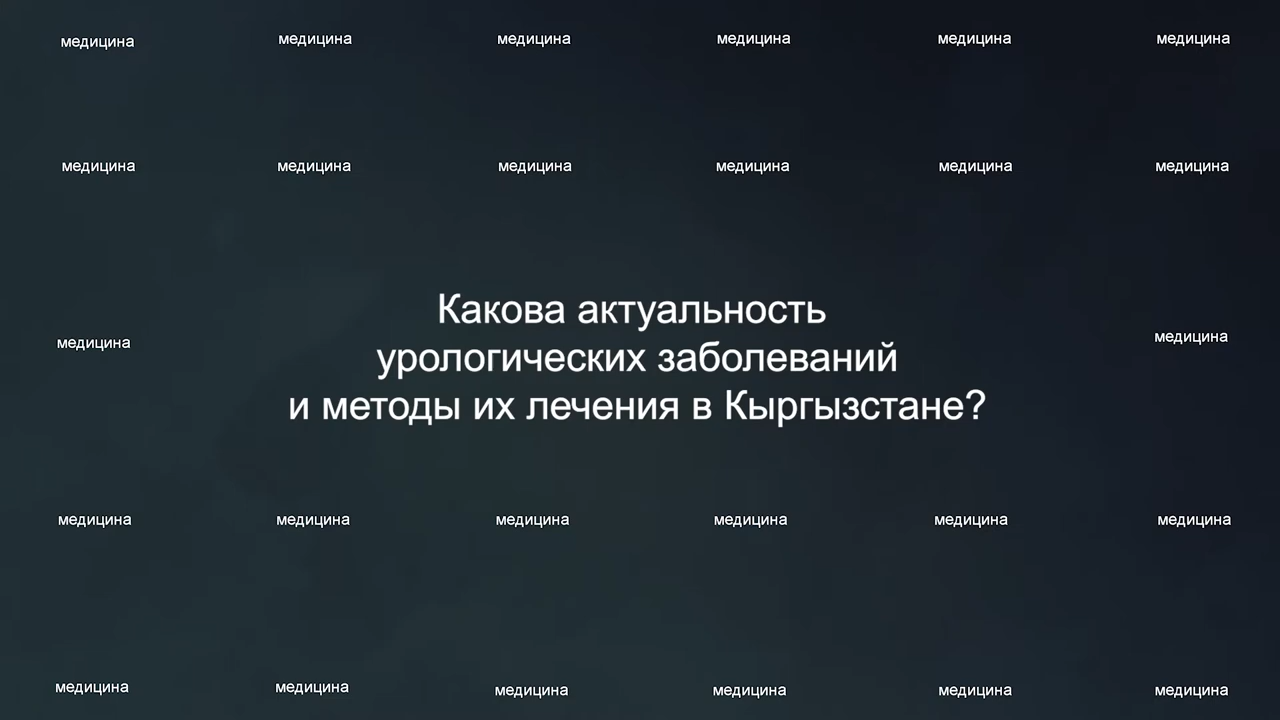 медицина медицина медицина медицина медицина медицина
медицина медицина медицина медицина медицина медицина
Какова актуальность
урологических заболеваний
и методы их лечения в Кыргызстане?
медицина медицина
медицина медицина медицина медицина медицина медицина
медицина медицина медицина медицина медицина медицина